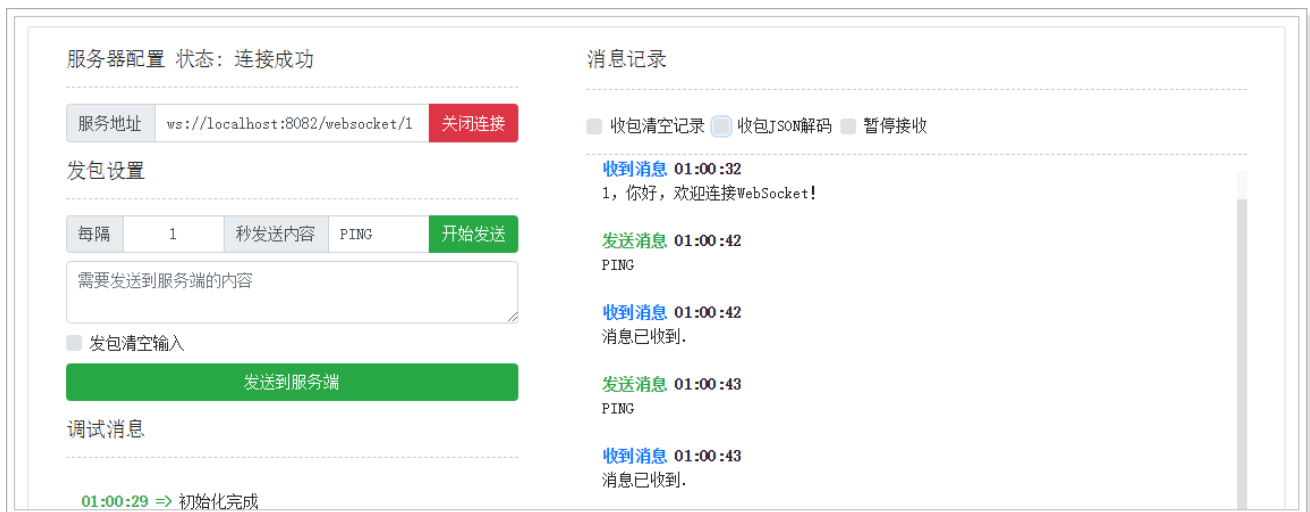 服务器配置 状态: 连接成功
服务地址 ws://localhost:8082/websocket/1 关闭连接
发包设置
每隔 1 秒发送内容 PING 开始发送
需要发送到服务端的内容
发包清空输入
发送到服务端
调试消息
01:00:29 => 初始化完成
消息记录
收包清空记录 收包JSON解码 暂停接收
收到消息 01:00:32
1, 你好, 欢迎连接WebSocket!
发送消息 01:00:42
PING
收到消息 01:00:42
消息已收到.
发送消息 01:00:43
PING
收到消息 01:00:43
消息已收到.